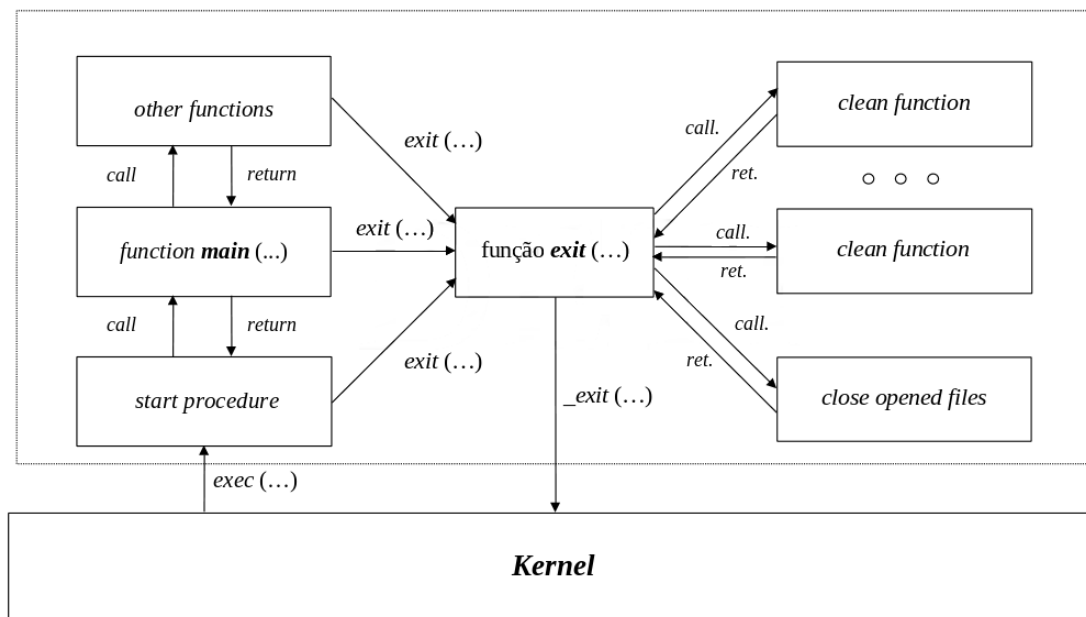 other functions
call
return
function main (...)
call
return
start procedure
exec (…)
exit (…)
exit (…)
exit (…)
função exit (…)
_exit (…)
call.
ret.
clean function
call.
ret.
clean function
call.
ret.
close opened files
Kernel